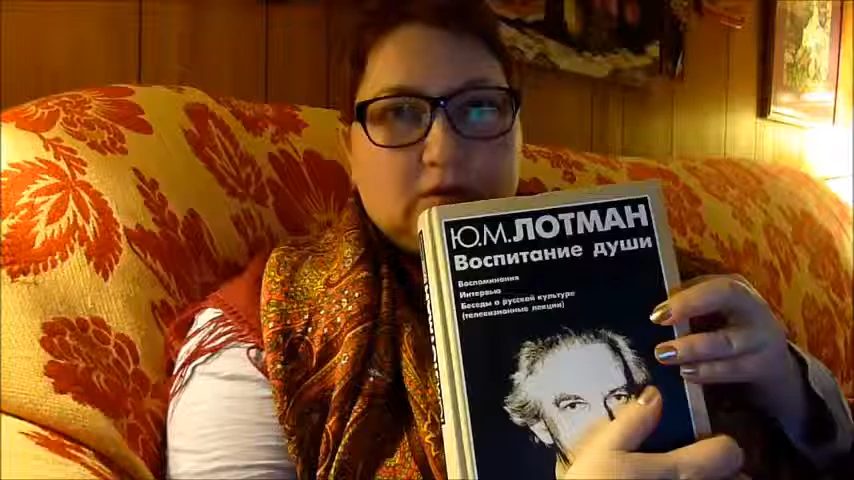 Ю.М. ЛОТМАН
Воспитание души
Воспоминания
Интервью
Беседы о русской культуре
(телевизионные лекции)